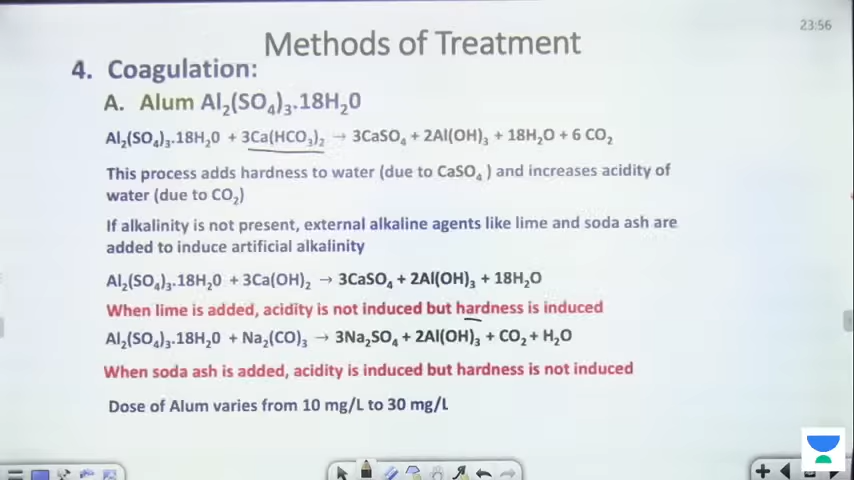 23:56
Methods of Treatment
4. Coagulation:
A. Alum Al₂(SO₄)₃.18H₂0
Al₂(SO₄)₃.18H₂0 + 3Ca(HCO₃)₂ → 3CaSO₄ + 2Al(OH)₃ + 18H₂O + 6 CO₂
This process adds hardness to water (due to CaSO₄ ) and increases acidity of
water (due to CO₂)
If alkalinity is not present, external alkaline agents like lime and soda ash are
added to induce artificial alkalinity
Al₂(SO₄)₃.18H₂0 + 3Ca(OH)₂ → 3CaSO₄ + 2Al(OH)₃ + 18H₂O
When lime is added, acidity is not induced but hardness is induced
Al₂(SO₄)₃.18H₂0 + Na₂(CO)₃ → 3Na₂SO₄ + 2Al(OH)₃ + CO₂ + H₂O
When soda ash is added, acidity is induced but hardness is not induced
Dose of Alum varies from 10 mg/L to 30 mg/L